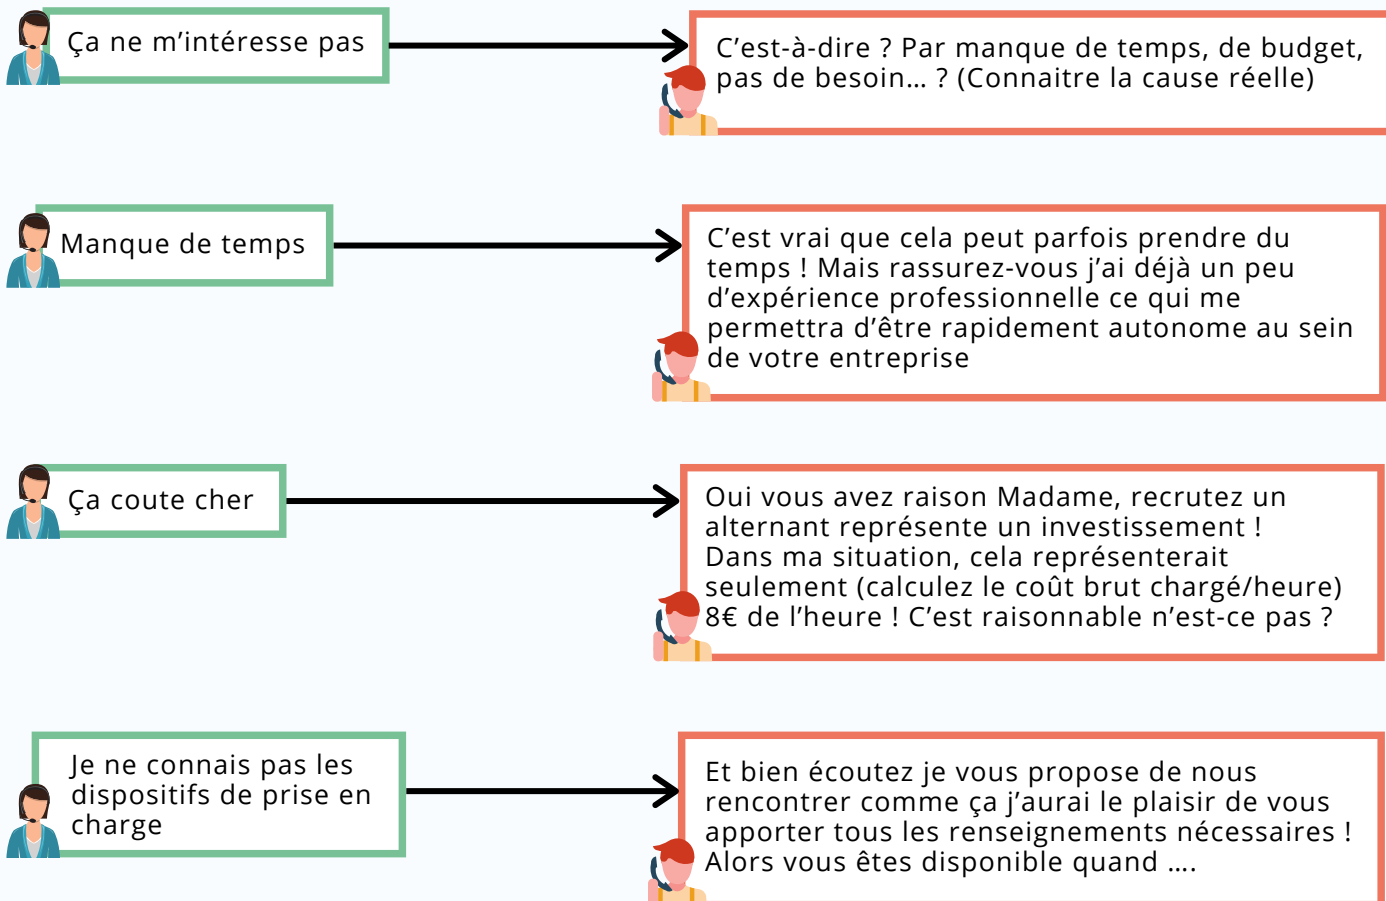 Ça ne m’intéresse pas
C’est-à-dire ? Par manque de temps, de budget,
pas de besoin… ? (Connaitre la cause réelle)
Manque de temps
C’est vrai que cela peut parfois prendre du
temps ! Mais rassurez-vous j’ai déjà un peu
d’expérience professionnelle ce qui me
permettra d’être rapidement autonome au sein
de votre entreprise
Ça coute cher
Oui vous avez raison Madame, recrutez un
alternant représente un investissement !
Dans ma situation, cela représenterait
seulement (calculez le coût brut chargé/heure)
8€ de l’heure ! C’est raisonnable n’est-ce pas ?
Je ne connais pas les
dispositifs de prise en
charge
Et bien écoutez je vous propose de nous
rencontrer comme ça j’aurai le plaisir de vous
apporter tous les renseignements nécessaires !
Alors vous êtes disponible quand ….